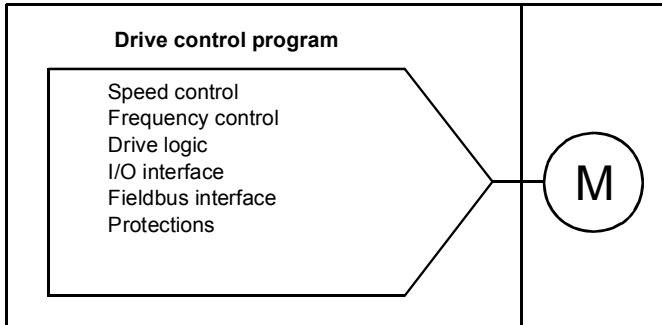 Drive control program
Speed control
Frequency control
Drive logic
I/O interface
Fieldbus interface
Protections
M